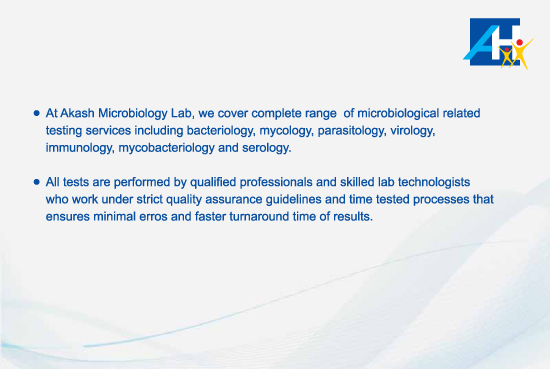 AH
● At Akash Microbiology Lab, we cover complete range of microbiological related
testing services including bacteriology, mycology, parasitology, virology,
immunology, mycobacteriology and serology.
● All tests are performed by qualified professionals and skilled lab technologists
who work under strict quality assurance guidelines and time tested processes that
ensures minimal erros and faster turnaround time of results.